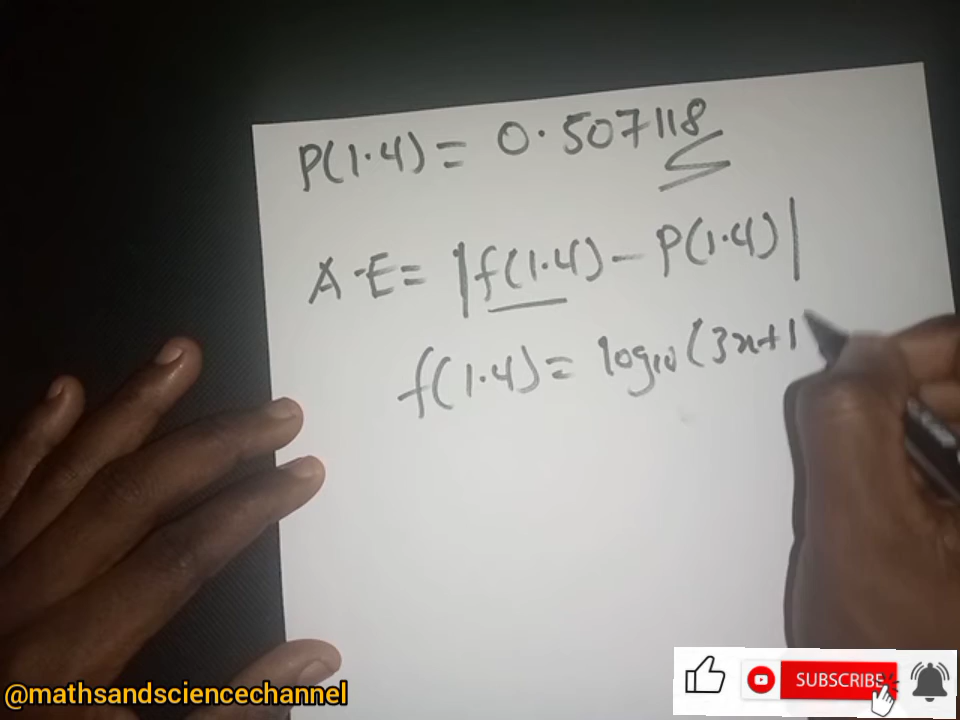 P(1.4) = 0.507118
A.E = |f(1.4) - P(1.4)|
f(1.4) = log10 (3x+1
@mathsandsciencechannel
SUBSCRIBE